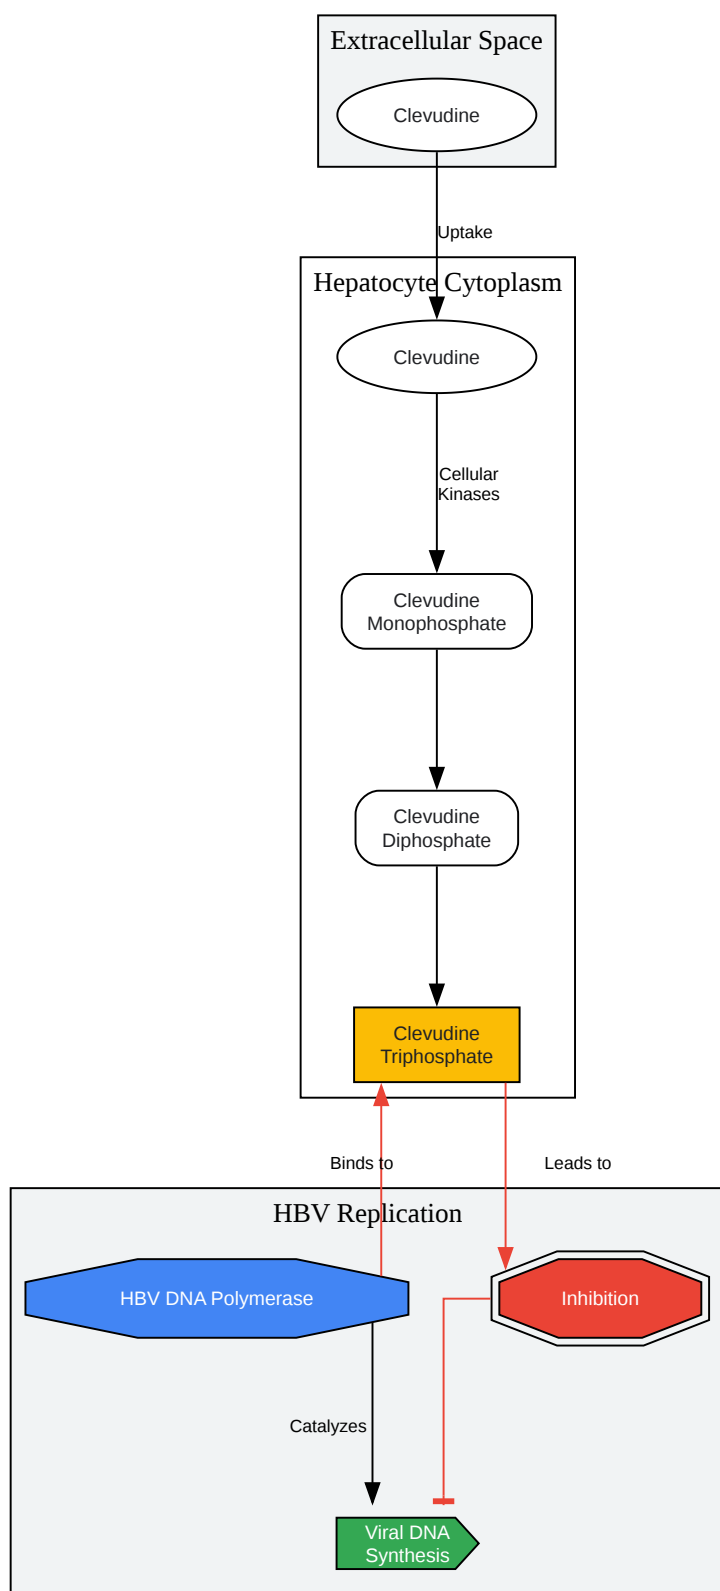 Extracellular Space
Clevudine
Uptake
Hepatocyte Cytoplasm
Clevudine
Cellular
Kinases
Clevudine
Monophosphate
Clevudine
Diphosphate
Clevudine
Triphosphate
Binds to
Leads to
HBV Replication
HBV DNA Polymerase
Inhibition
Catalyzes
Viral DNA
Synthesis